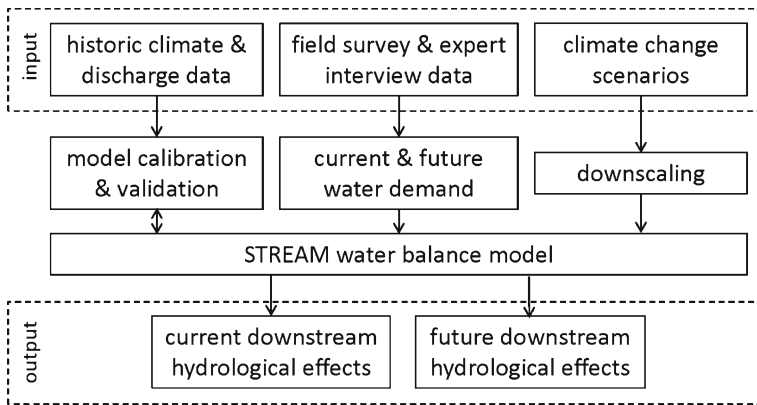 input
historic climate &
discharge data
field survey & expert
interview data
climate change
scenarios
model calibration
& validation
current & future
water demand
downscaling
STREAM water balance model
output
current downstream
hydrological effects
future downstream
hydrological effects